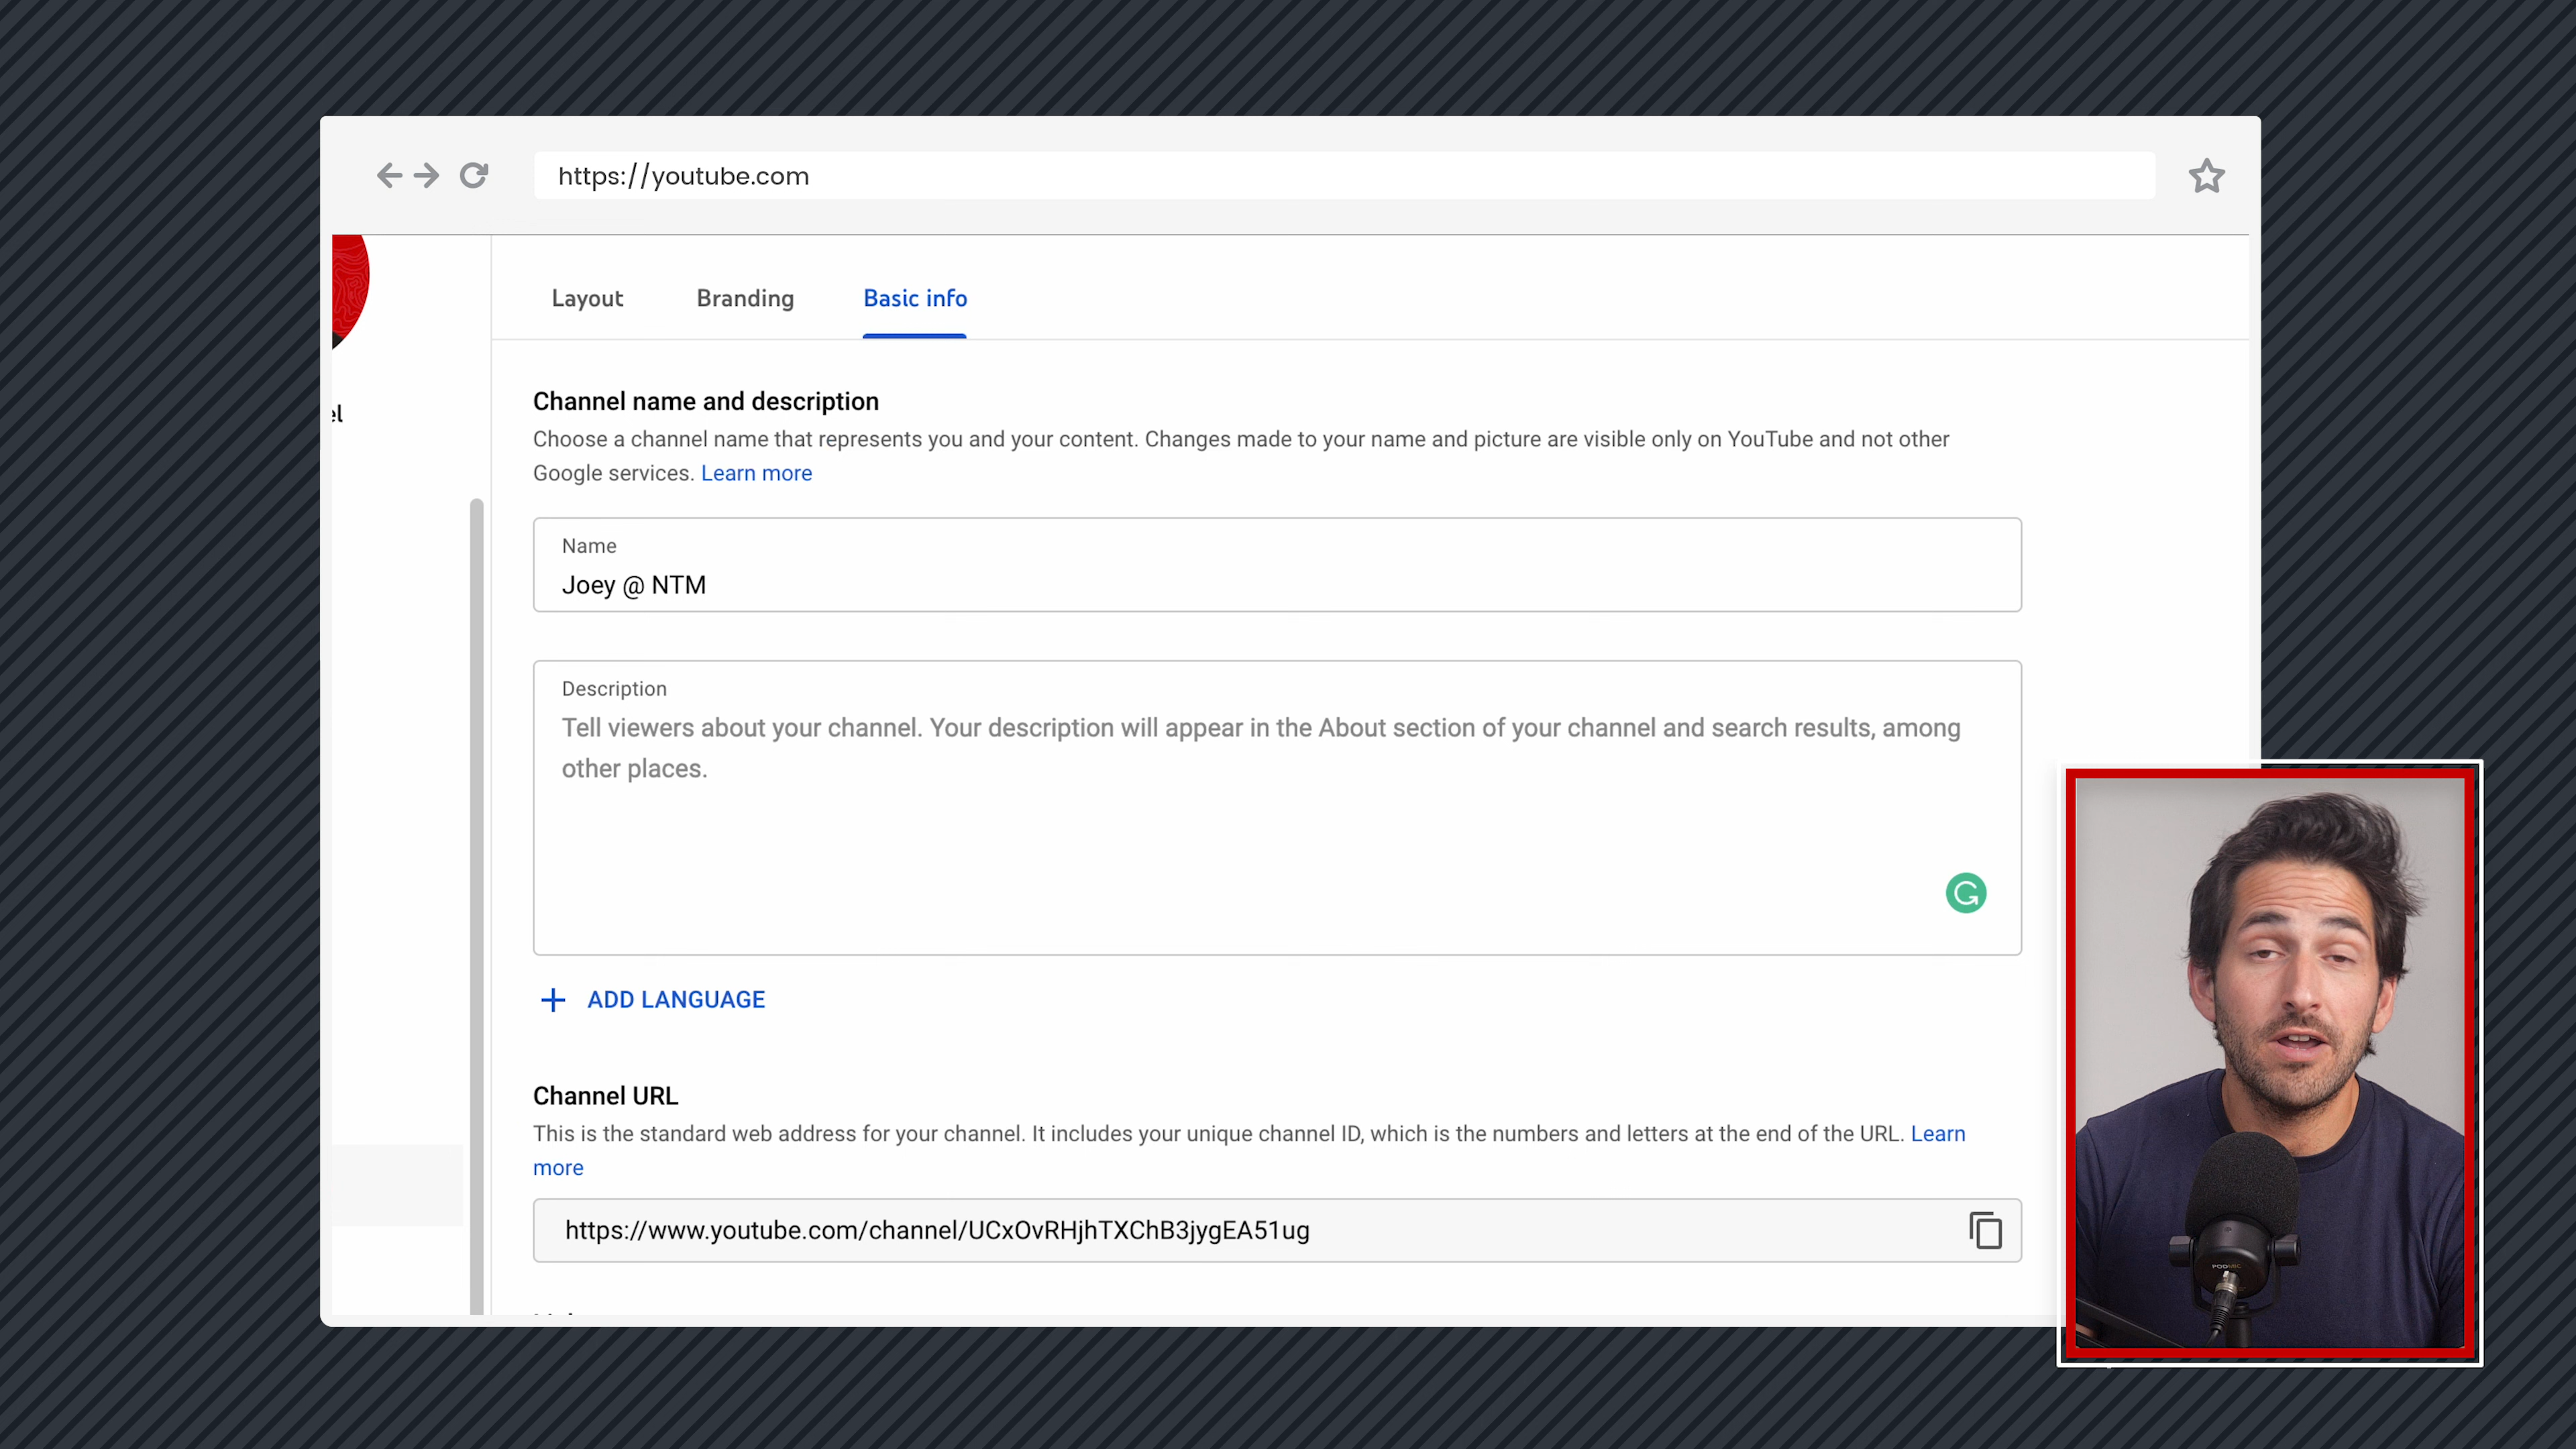 https://youtube.com
el
Layout
Branding
Basic info
Channel name and description
Choose a channel name that represents you and your content. Changes made to your name and picture are visible only on YouTube and not other
Google services. Learn more
Name
Joey @ NTM
Description
Tell viewers about your channel. Your description will appear in the About section of your channel and search results, among
other places.
ADD LANGUAGE
Channel URL
This is the standard web address for your channel. It includes your unique channel ID, which is the numbers and letters at the end of the URL. Learn
more
https://www.youtube.com/channel/UCxOvRHjhTXChB3jygEA51ug
PODMIC